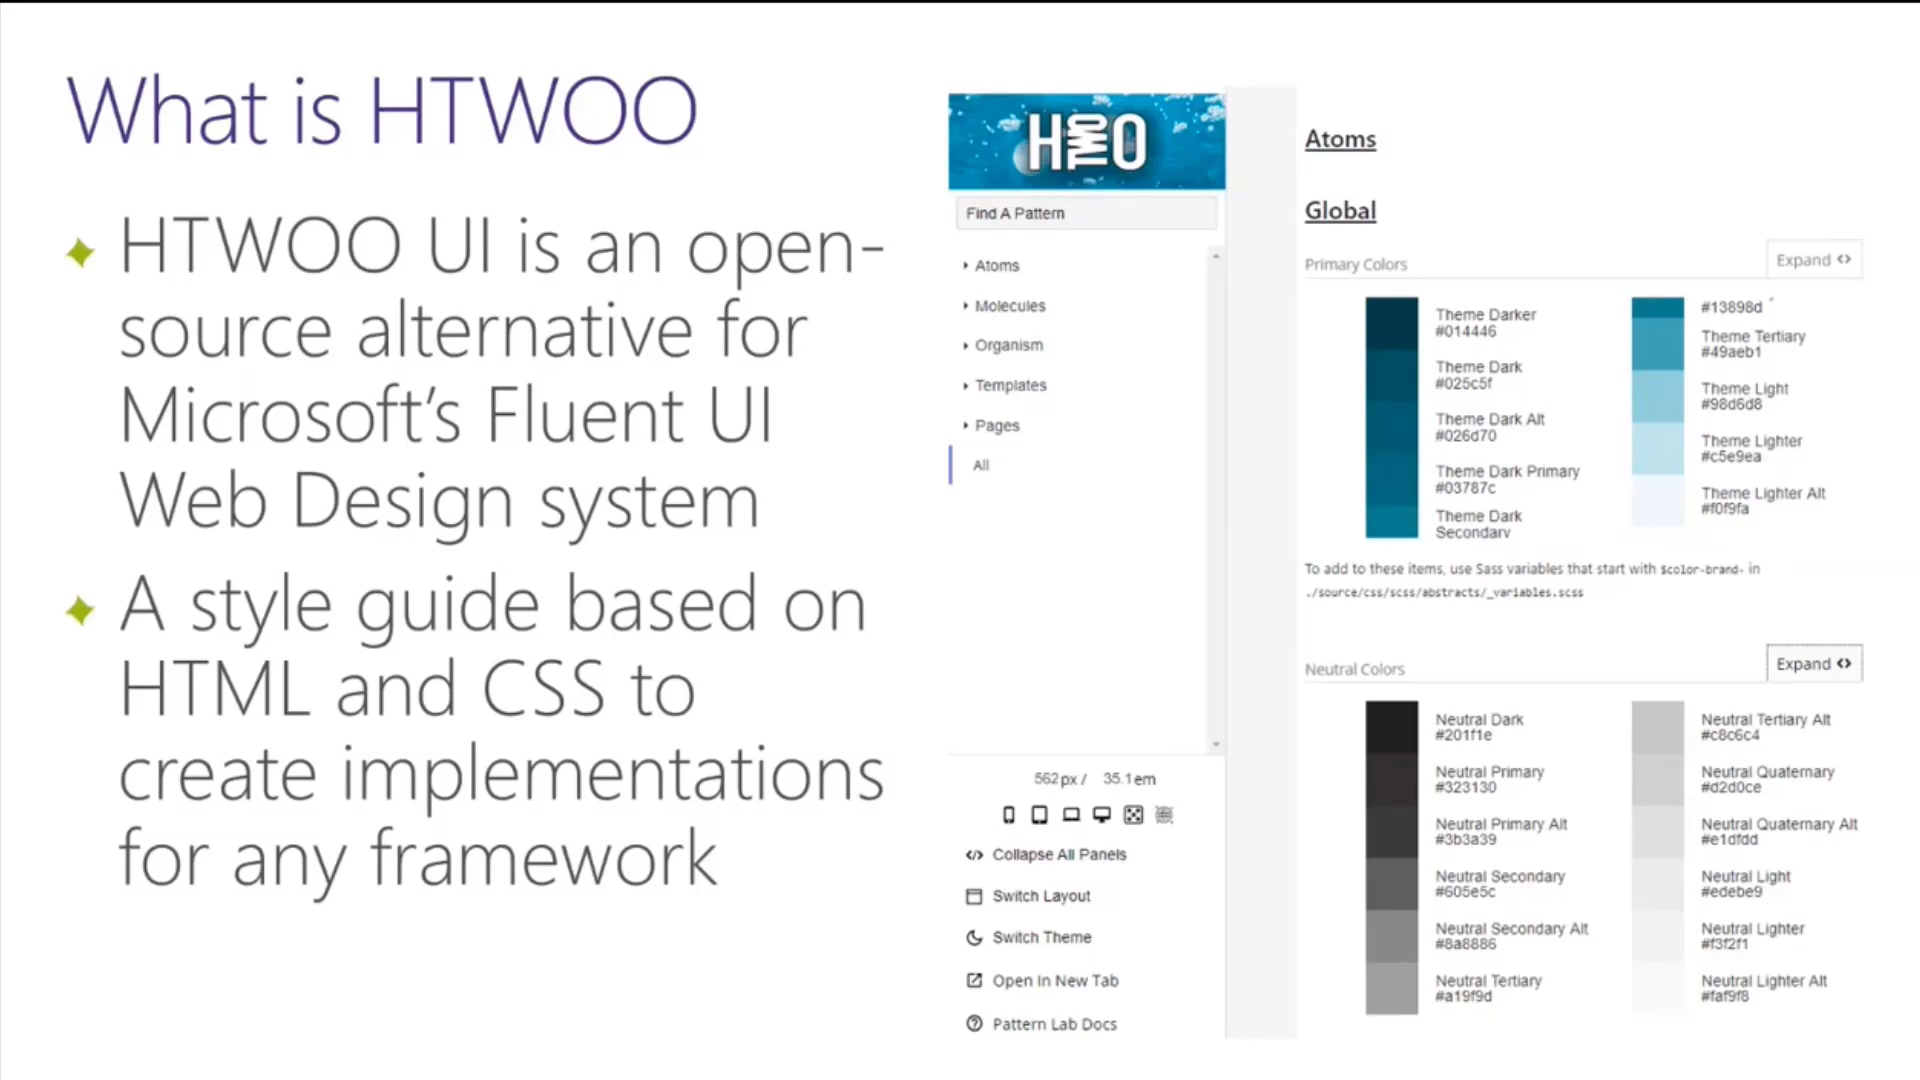 What is HTWOO
HTWOO UI is an open-
source alternative for
Microsoft's Fluent UI
Web Design system
A style guide based on
HTML and CSS to
create implementations
for any framework
H TWO O
Find A Pattern
Atoms
Molecules
Organism
Templates
Pages
All
562px / 35.1em
Collapse All Panels
Switch Layout
Switch Theme
Open In New Tab
Pattern Lab Docs
Atoms
Global
Primary Colors
Expand <>
Theme Darker
#014446
Theme Dark
#025c5f
Theme Dark Alt
#026d70
Theme Dark Primary
#03787c
Theme Dark
Secondary
#13898d
Theme Tertiary
#49aeb1
Theme Light
#98d6d8
Theme Lighter
#c5e9ea
Theme Lighter Alt
#f0f9fa
To add to these items, use Sass variables that start with $color-brand- in
./source/css/scss/abstracts/_variables.scss
Neutral Colors
Expand <>
Neutral Dark
#201f1e
Neutral Primary
#323130
Neutral Primary Alt
#3b3a39
Neutral Secondary
#605e5c
Neutral Secondary Alt
#8a8886
Neutral Tertiary
#a19f9d
Neutral Tertiary Alt
#c8c6c4
Neutral Quaternary
#d2d0ce
Neutral Quaternary Alt
#e1dfdd
Neutral Light
#edebe9
Neutral Lighter
#f3f2f1
Neutral Lighter Alt
#faf9f8